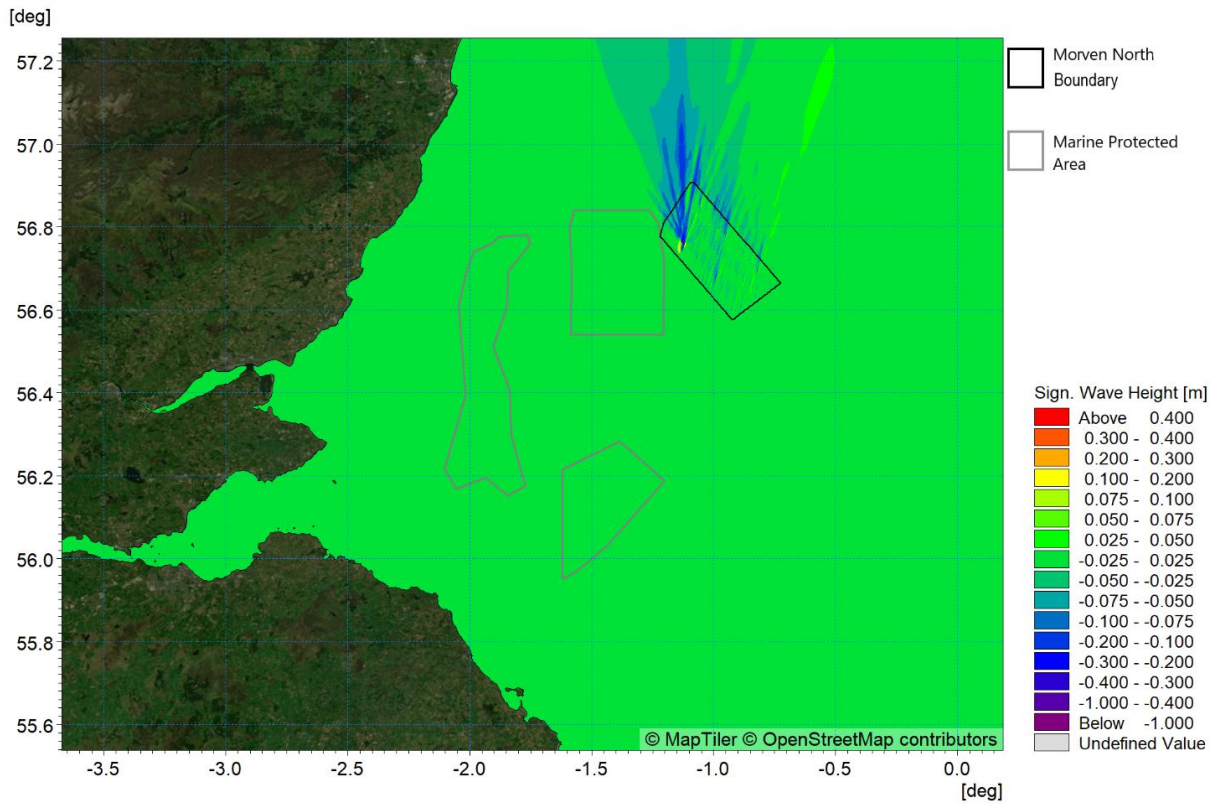 [deg]
57.2
57.0
56.8
56.6
56.4
56.2
56.0
55.8
55.6
-3.5
-3.0
-2.5
-2.0
-1.5
-1.0
-0.5
0.0
[deg]
© MapTiler © OpenStreetMap contributors
Morven North
Boundary
Marine Protected
Area
Sign. Wave Height [m]
Above 0.400
0.300 - 0.400
0.200 - 0.300
0.100 - 0.200
0.075 - 0.100
0.050 - 0.075
0.025 - 0.050
-0.025 - 0.025
-0.050 - -0.025
-0.075 - -0.050
-0.100 - -0.075
-0.200 - -0.100
-0.300 - -0.200
-0.400 - -0.300
-1.000 - -0.400
Below -1.000
Undefined Value